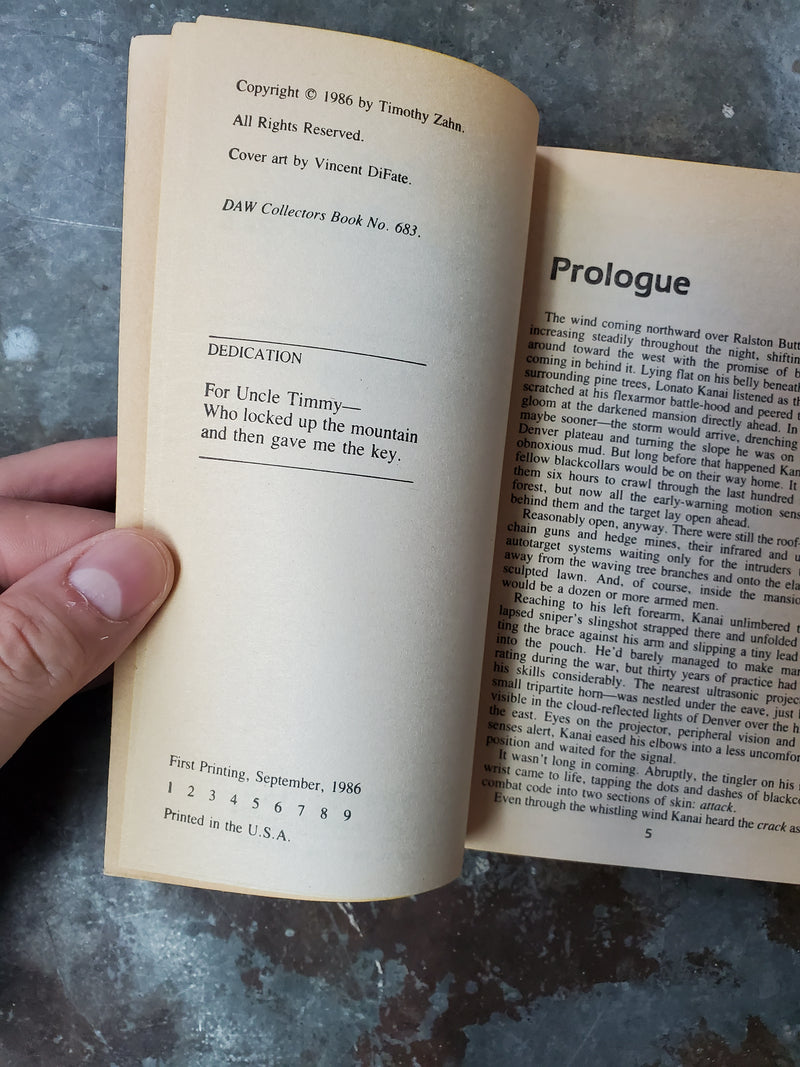 Copyright © 1986 by Timothy Zahn.
All Rights Reserved.
Cover art by Vincent DiFate.
DAW Collectors Book No. 683.
DEDICATION
For Uncle Timmy—
Who locked up the mountain
and then gave me the key.
First Printing, September, 1986
1 2 3 4 5 6 7 8 9
Printed in the U.S.A.
Prologue
The wind coming northward over Ralston Butt
increasing steadily throughout the night, shiftin
around toward the west with the promise of b
coming in behind it. Lying flat on his belly beneat
surrounding pine trees, Lonato Kanai listened as th
scratched at his flexarmor battle-hood and peered t
gloom at the darkened mansion directly ahead. In
maybe sooner—the storm would arrive, drenching
Denver plateau and turning the slope he was on
obnoxious mud. But long before that happened Kan
fellow blackcollars would be on their way home. It
them six hours to crawl through the last hundred
forest, but now all the early-warning motion sens
behind them and the target lay open ahead.
Reasonably open, anyway. There were still the roof-
chain guns and hedge mines, their infrared and u
autotarget systems waiting only for the intruders t
away from the waving tree branches and onto the ela
sculpted lawn. And, of course, inside the mansio
would be a dozen or more armed men.
Reaching to his left forearm, Kanai unlimbered t
lapsed sniper's slingshot strapped there and unfolded
ting the brace against his arm and slipping a tiny lead
into the pouch. He'd barely managed to make mar
rating during the war, but thirty years of practice had
his skills considerably. The nearest ultrasonic projec
small tripartite horn—was nestled under the eave, just
visible in the cloud-reflected lights of Denver over the h
the east. Eyes on the projector, peripheral vision and
senses alert, Kanai eased his elbows into a less uncomfor
position and waited for the signal.
It wasn't long in coming. Abruptly, the tingler on his
wrist came to life, tapping the dots and dashes of blackco
combat code into two sections of skin: attack.
Even through the whistling wind Kanai heard the crack as
5